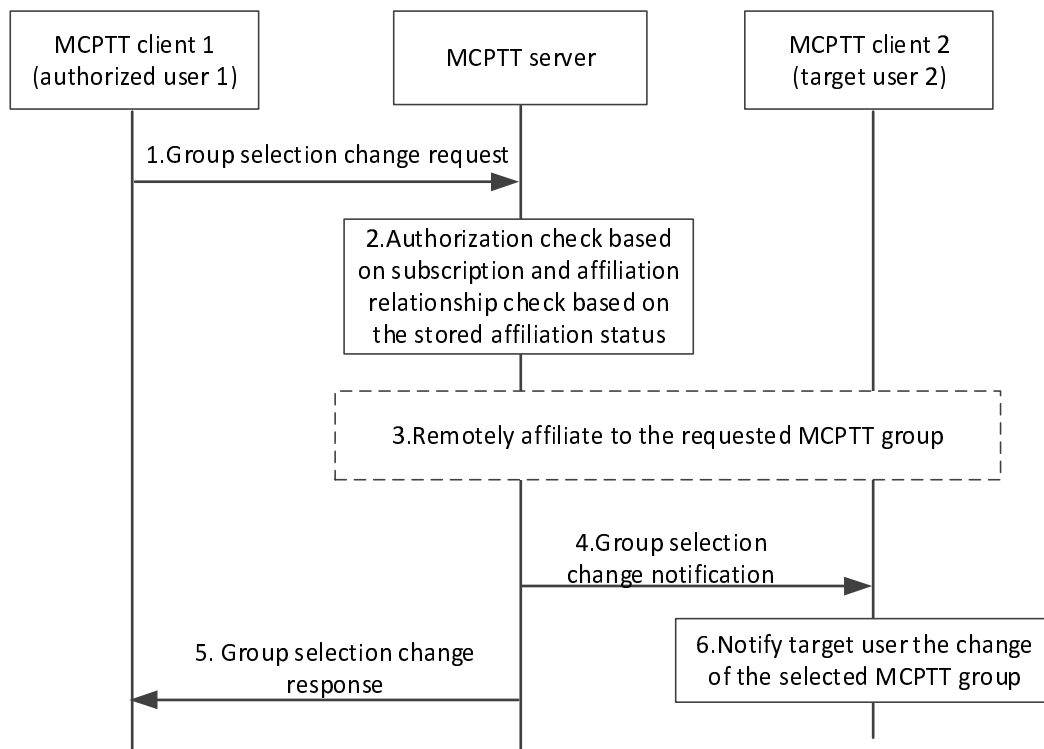 MCPTT client 1
(authorized user 1)
MCPTT server
MCPTT client 2
(target user 2)
1.Group selection change request
2.Authorization check based
on subscription and affiliation
relationship check based on
the stored affiliation status
3.Remotely affiliate to the requested MCPTT group
4.Group selection
change notification
5. Group selection change
response
6.Notify target user the change
of the selected MCPTT group